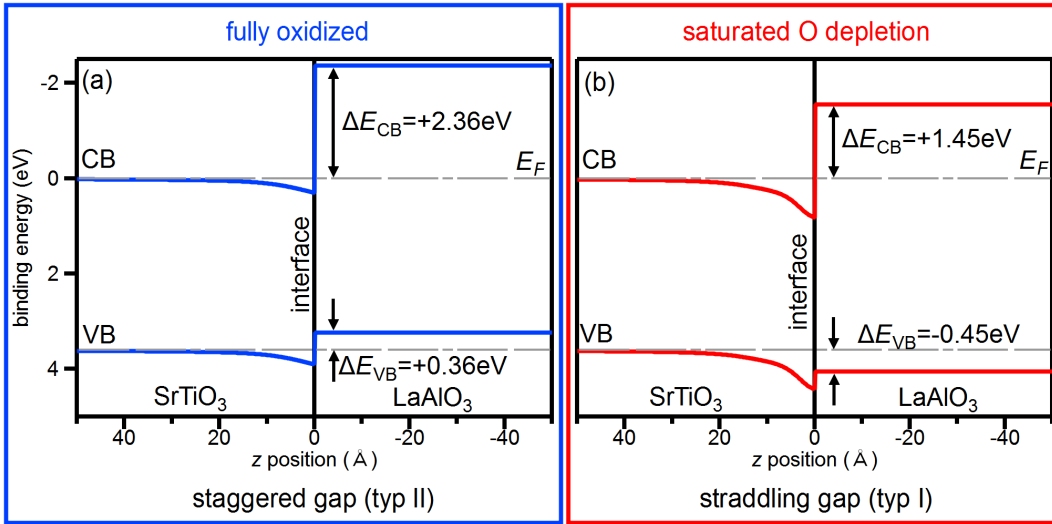 fully oxidized
(a)
-2
0
2
4
binding energy (eV)
CB
VB
ΔE_CB=+2.36eV
E_F
interface
ΔE_VB=+0.36eV
SrTiO₃
LaAlO₃
40
20
0
-20
-40
z position (Å)
staggered gap (typ II)
saturated O depletion
(b)
CB
VB
ΔE_CB=+1.45eV
E_F
interface
ΔE_VB=-0.45eV
SrTiO₃
LaAlO₃
40
20
0
-20
-40
z position (Å)
straddling gap (typ I)